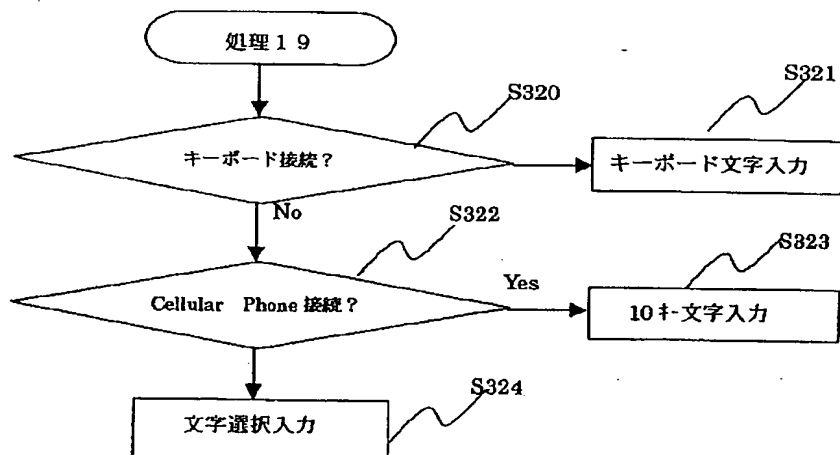 処理１９
S320
S321
キーボード接続？
キーボード文字入力
No
S322
S323
Cellular Phone 接続？
Yes
10ｷｰ文字入力
S324
文字選択入力